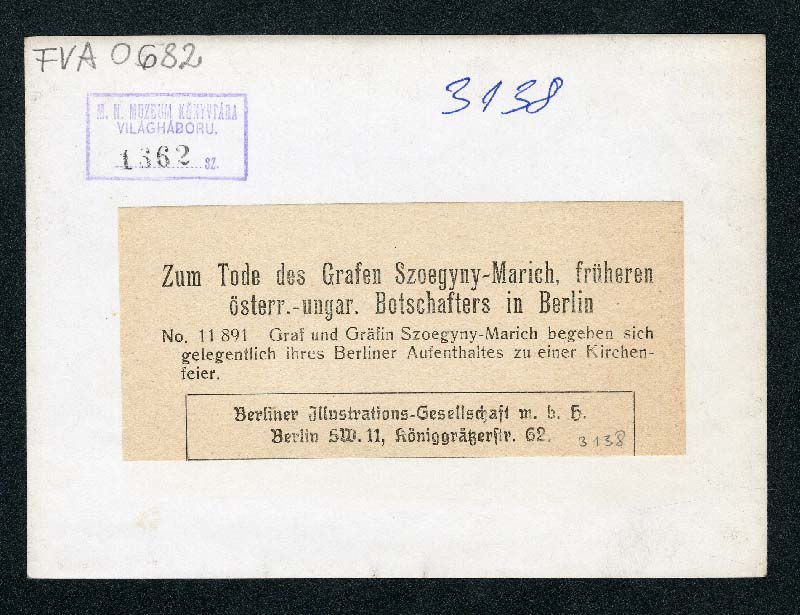 FVA 0682
3138
M. N. MUZEUM KÖNYVTÁRA
VILÁGHÁBORU.
1362 sz.
Zum Tode des Grafen Szoegyny-Marich, früheren
österr.-ungar. Botschafters in Berlin
No. 11 891 Graf und Gräfin Szoegyny-Marich begeben sich
gelegentlich ihres Berliner Aufenthaltes zu einer Kirchen-
feier.
Berliner Illustrations-Gesellschaft m. b. H.
Berlin SW. 11, Königgrätzerstr. 62.
3138